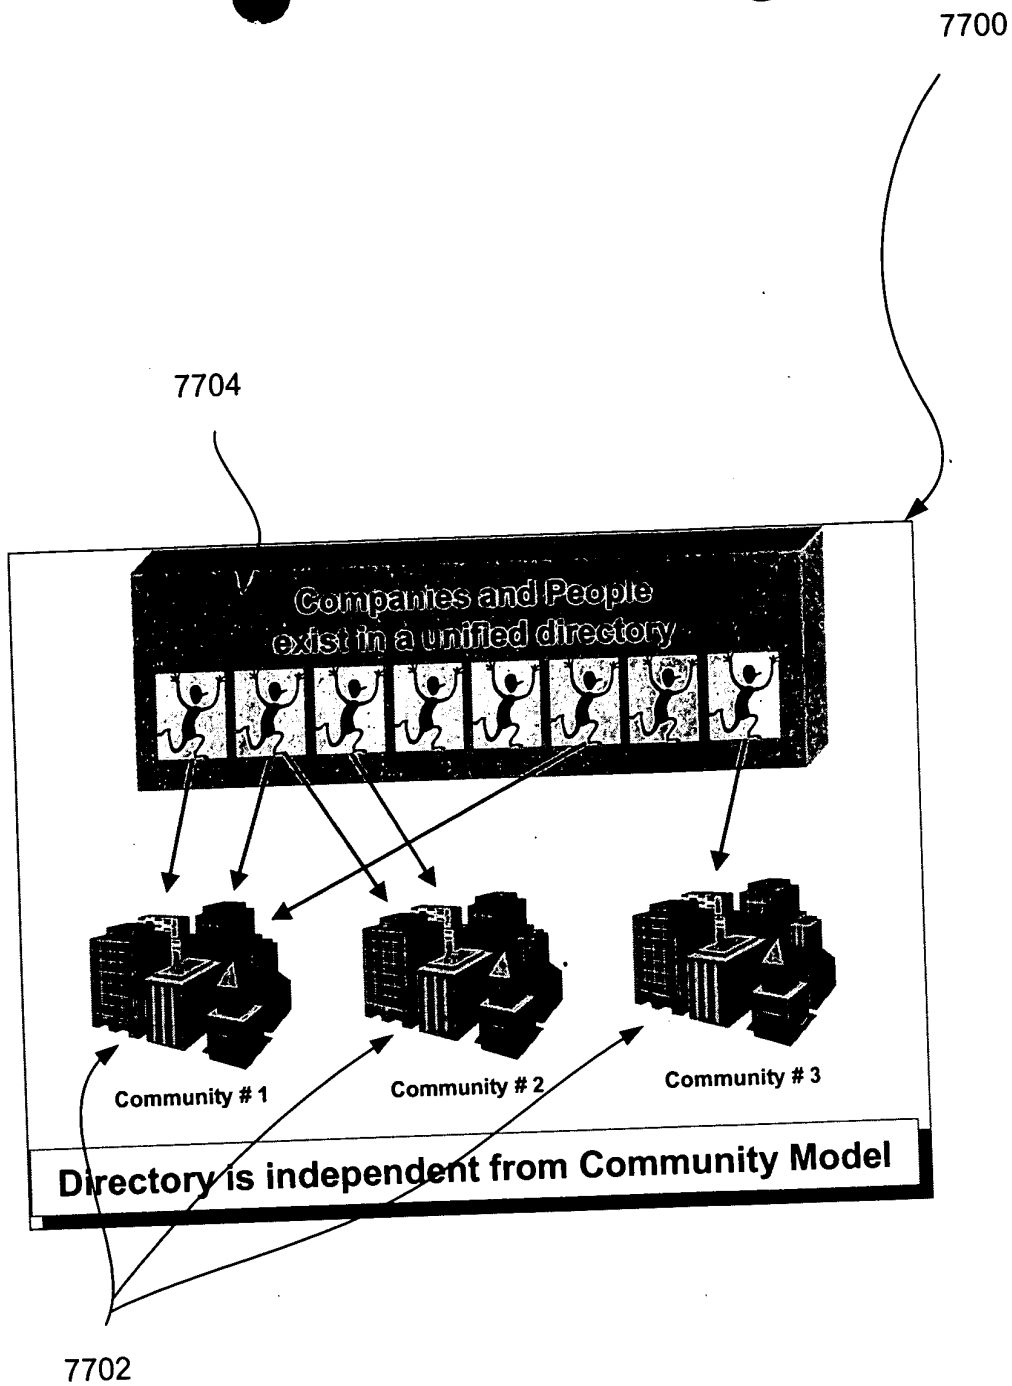 7700
7704
Companies and People
exist in a unified directory
Community # 1
Community # 2
Community # 3
Directory is independent from Community Model
7702